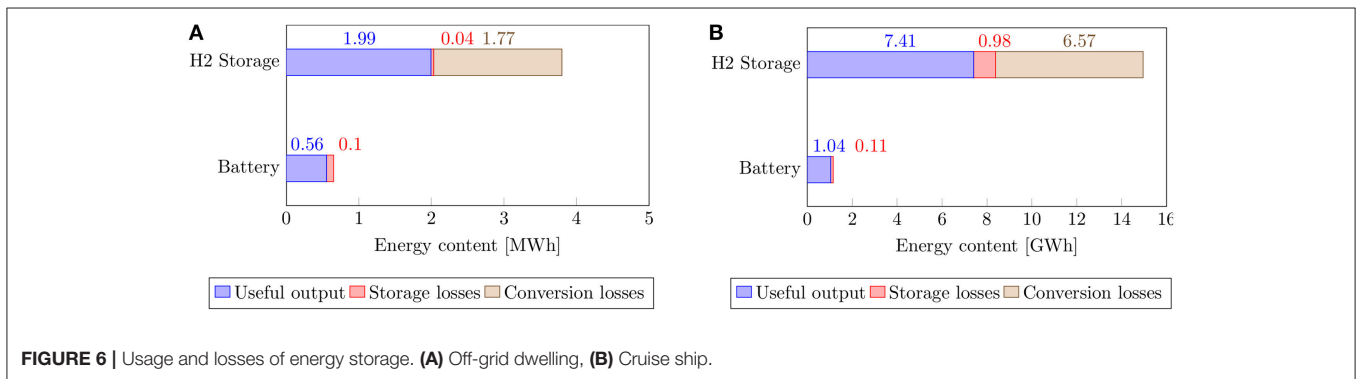 A
1.99 0.04 1.77
H2 Storage
0.56 0.1
Battery
0 1 2 3 4 5
Energy content [MWh]
Useful output Storage losses Conversion losses
B
7.41 0.98 6.57
H2 Storage
1.04 0.11
Battery
0 2 4 6 8 10 12 14 16
Energy content [GWh]
Useful output Storage losses Conversion losses
FIGURE 6 | Usage and losses of energy storage. (A) Off-grid dwelling, (B) Cruise ship.